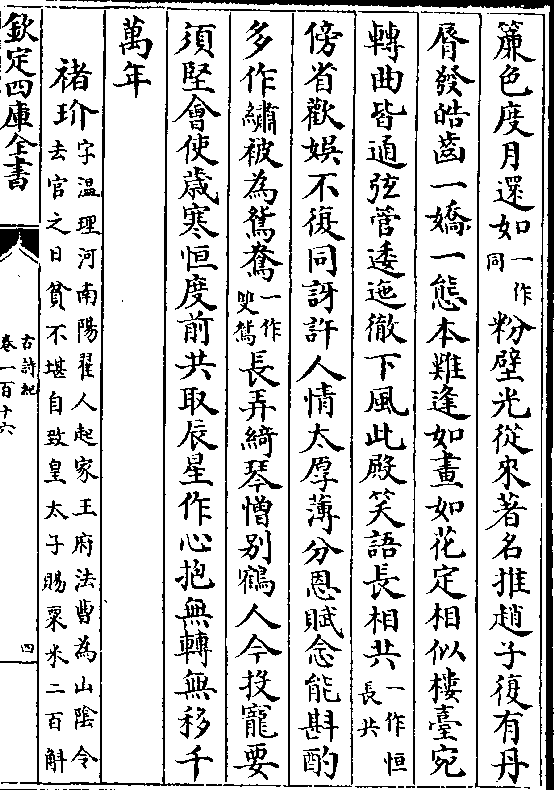 簾色度月還如一作同粉壁光從來著名推趙子復有丹
脣發皓齒一嬌一態本難逢如畫如花定相似樓臺宛
轉曲皆通弦管逶迤徹下風此殿笑語長相共一作恒長共
傍省歡娛不復同訝許人情太厚薄分恩賦念能斟酌
多作繡被為鴛鴦一作雙鴛長弄綺琴憎別鶴人今投寵要
須堅會使歲寒恒度前共取辰星作心抱無轉無移千
萬年
褚玠字温理河南陽翟人起家王府法曹為山陰令
去官之日貧不堪自致皇太子賜粟米二百斛
欽定四庫全書
古詩紀
卷一百十六
四